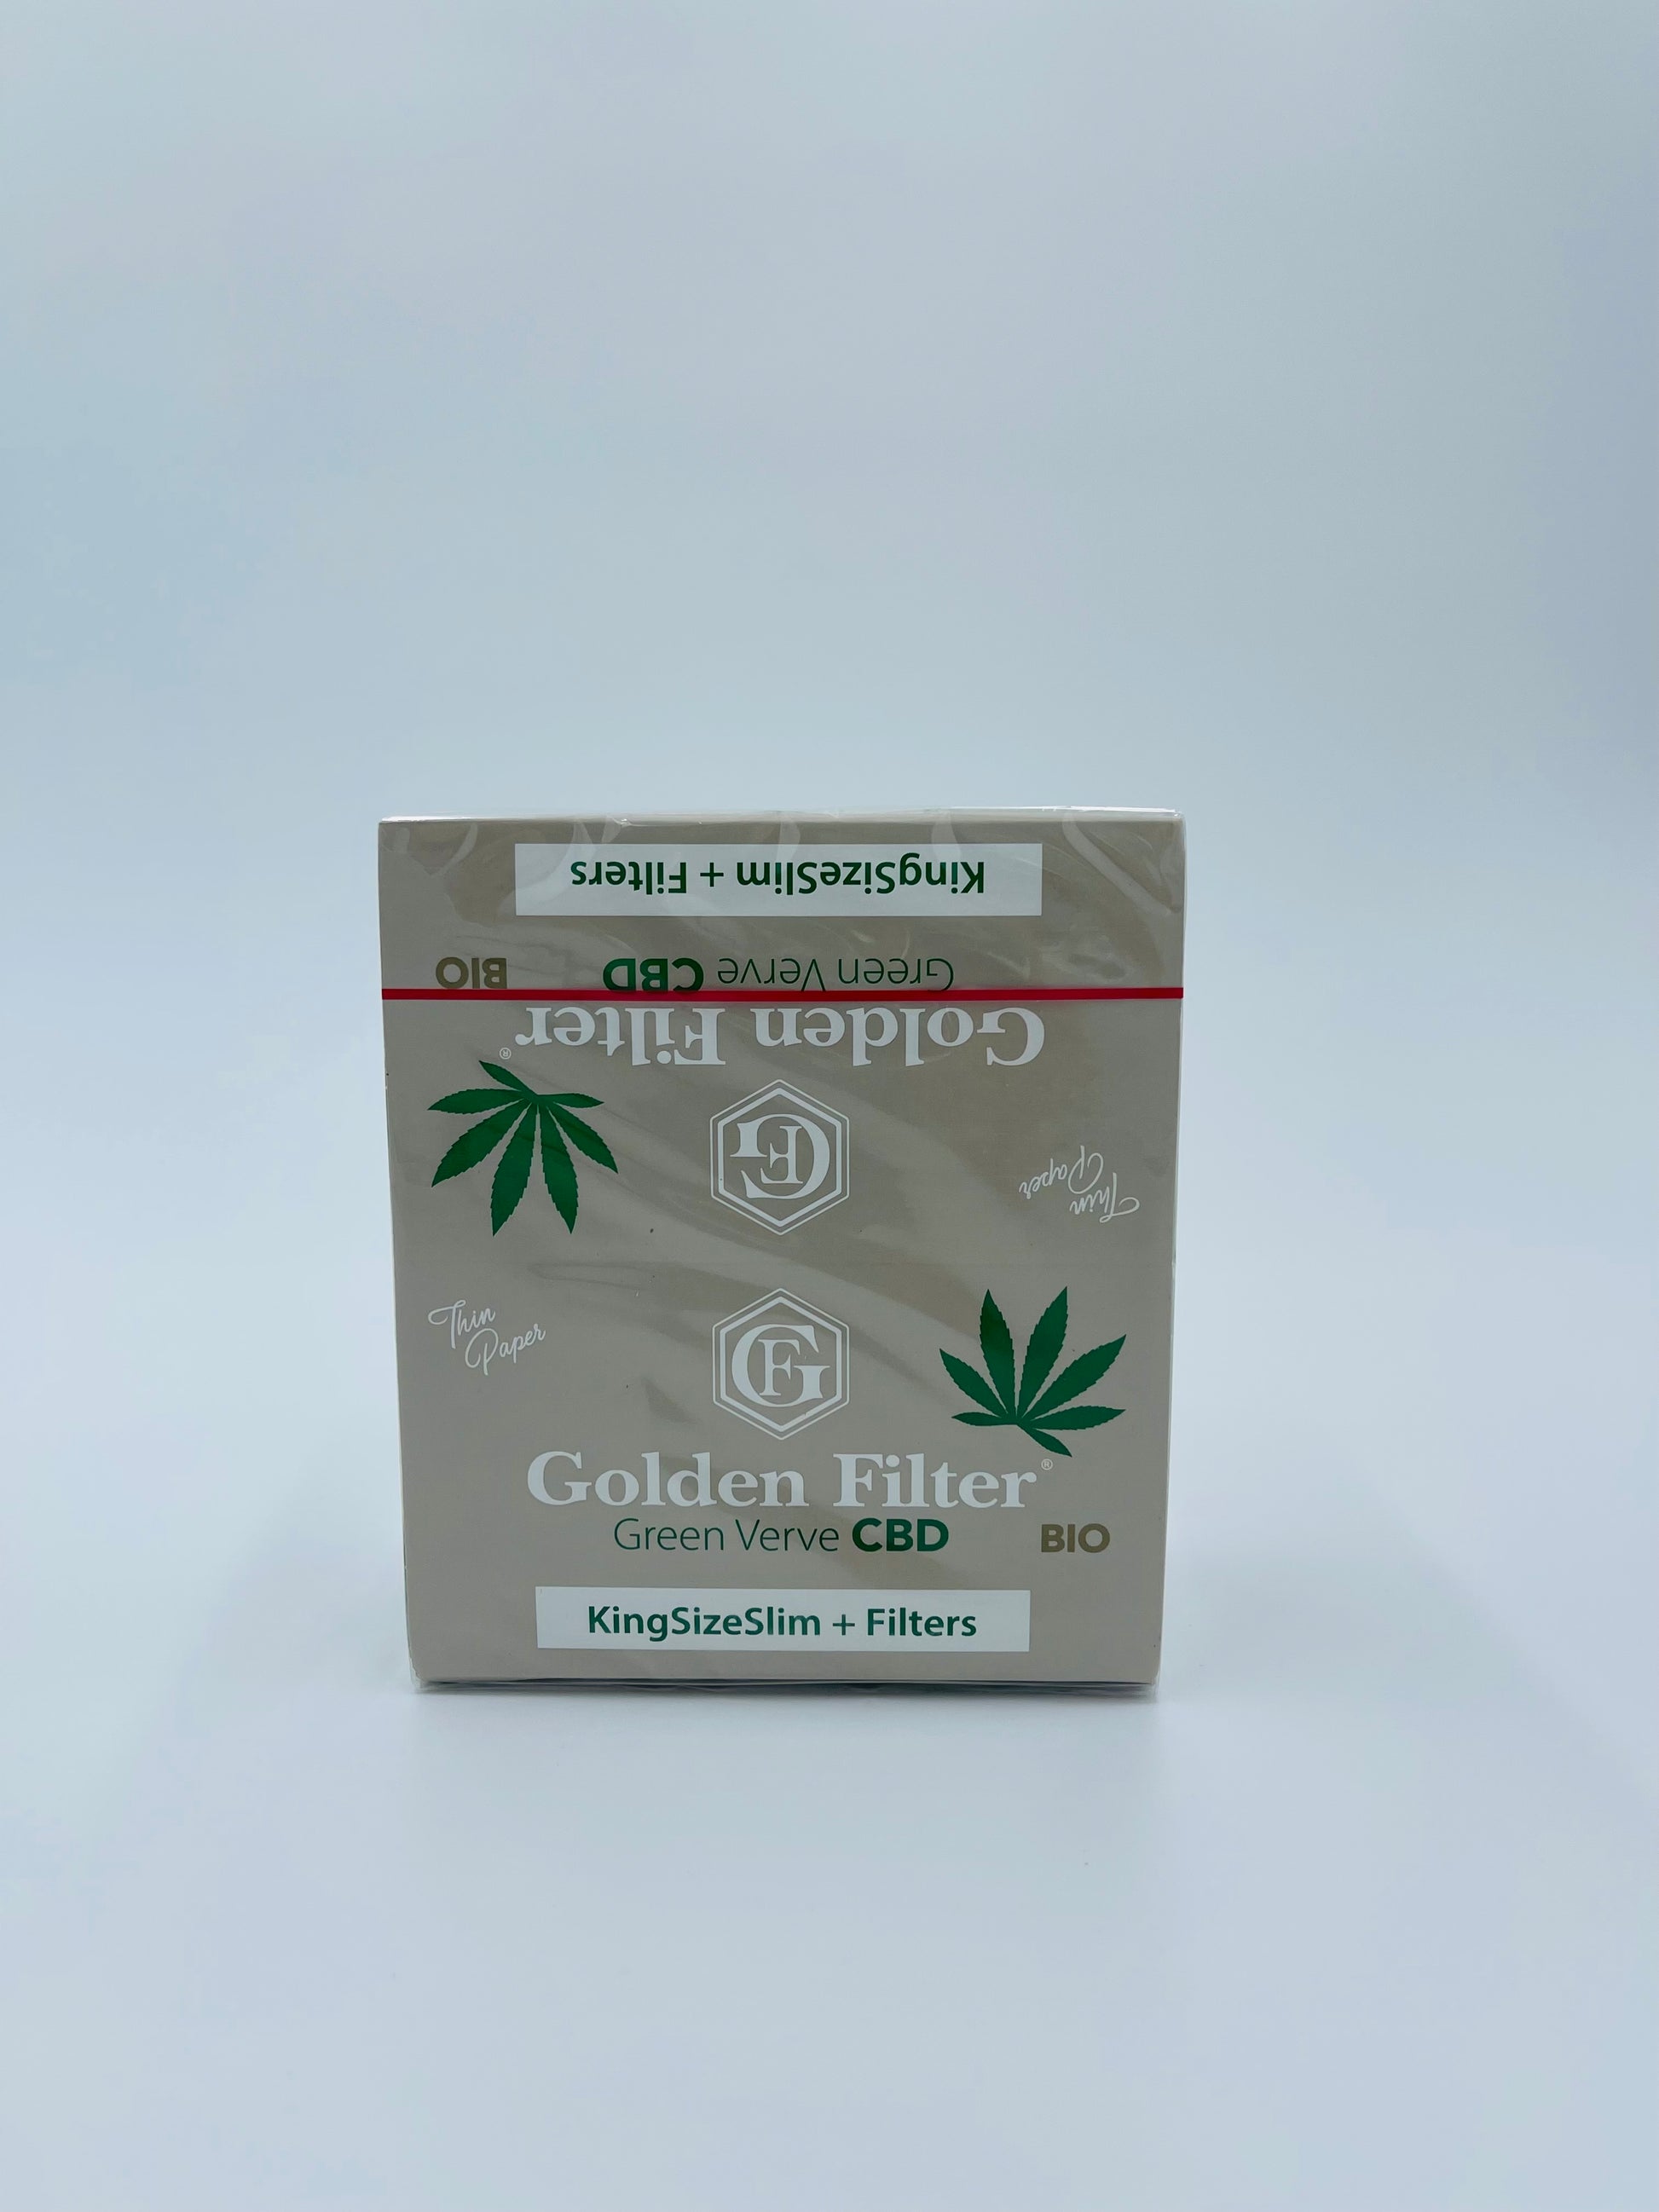 KingSizeSlim + Filters
Green Verve CBD
BIO
Golden Filter®
GF
Thin
Paper
Thin
Paper
GF
Golden Filter®
Green Verve CBD
BIO
KingSizeSlim + Filters